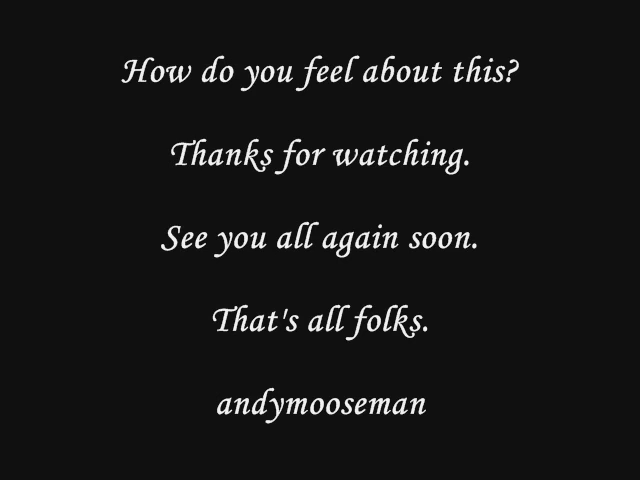 How do you feel about this?
Thanks for watching.
See you all again soon.
That's all folks.
andymooseman